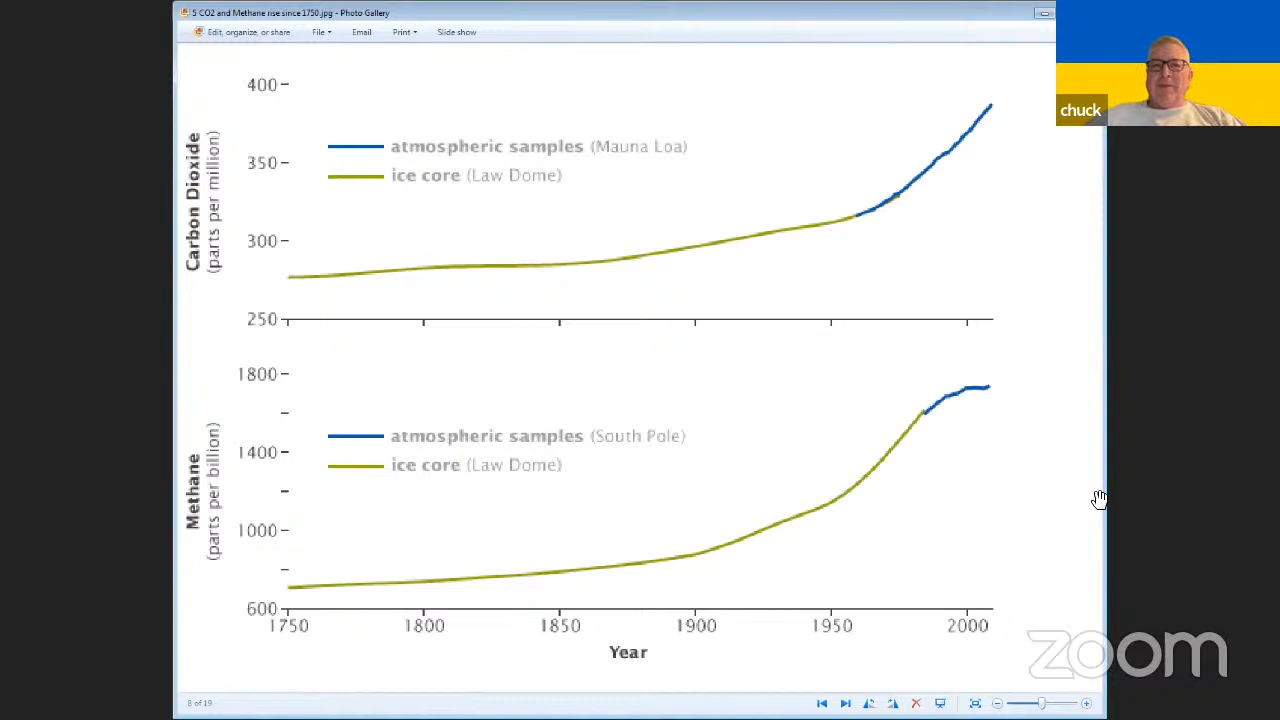 5 CO2 and Methane rise since 1750.jpg - Photo Gallery
Edit, organize, or share File Email Print Slide show
chuck
400
350
300
250
Carbon Dioxide
(parts per million)
atmospheric samples (Mauna Loa)
ice core (Law Dome)
1800
1400
1000
600
Methane
(parts per billion)
atmospheric samples (South Pole)
ice core (Law Dome)
1750 1800 1850 1900 1950 2000
Year
zoom
8 of 19